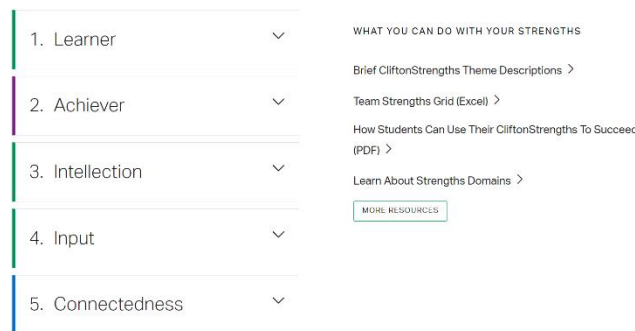 1. Learner
2. Achiever
3. Intellection
4. Input
5. Connectedness
WHAT YOU CAN DO WITH YOUR STRENGTHS
Brief CliftonStrengths Theme Descriptions >
Team Strengths Grid (Excel) >
How Students Can Use Their CliftonStrengths To Succeed
(PDF) >
Learn About Strengths Domains >
MORE RESOURCES